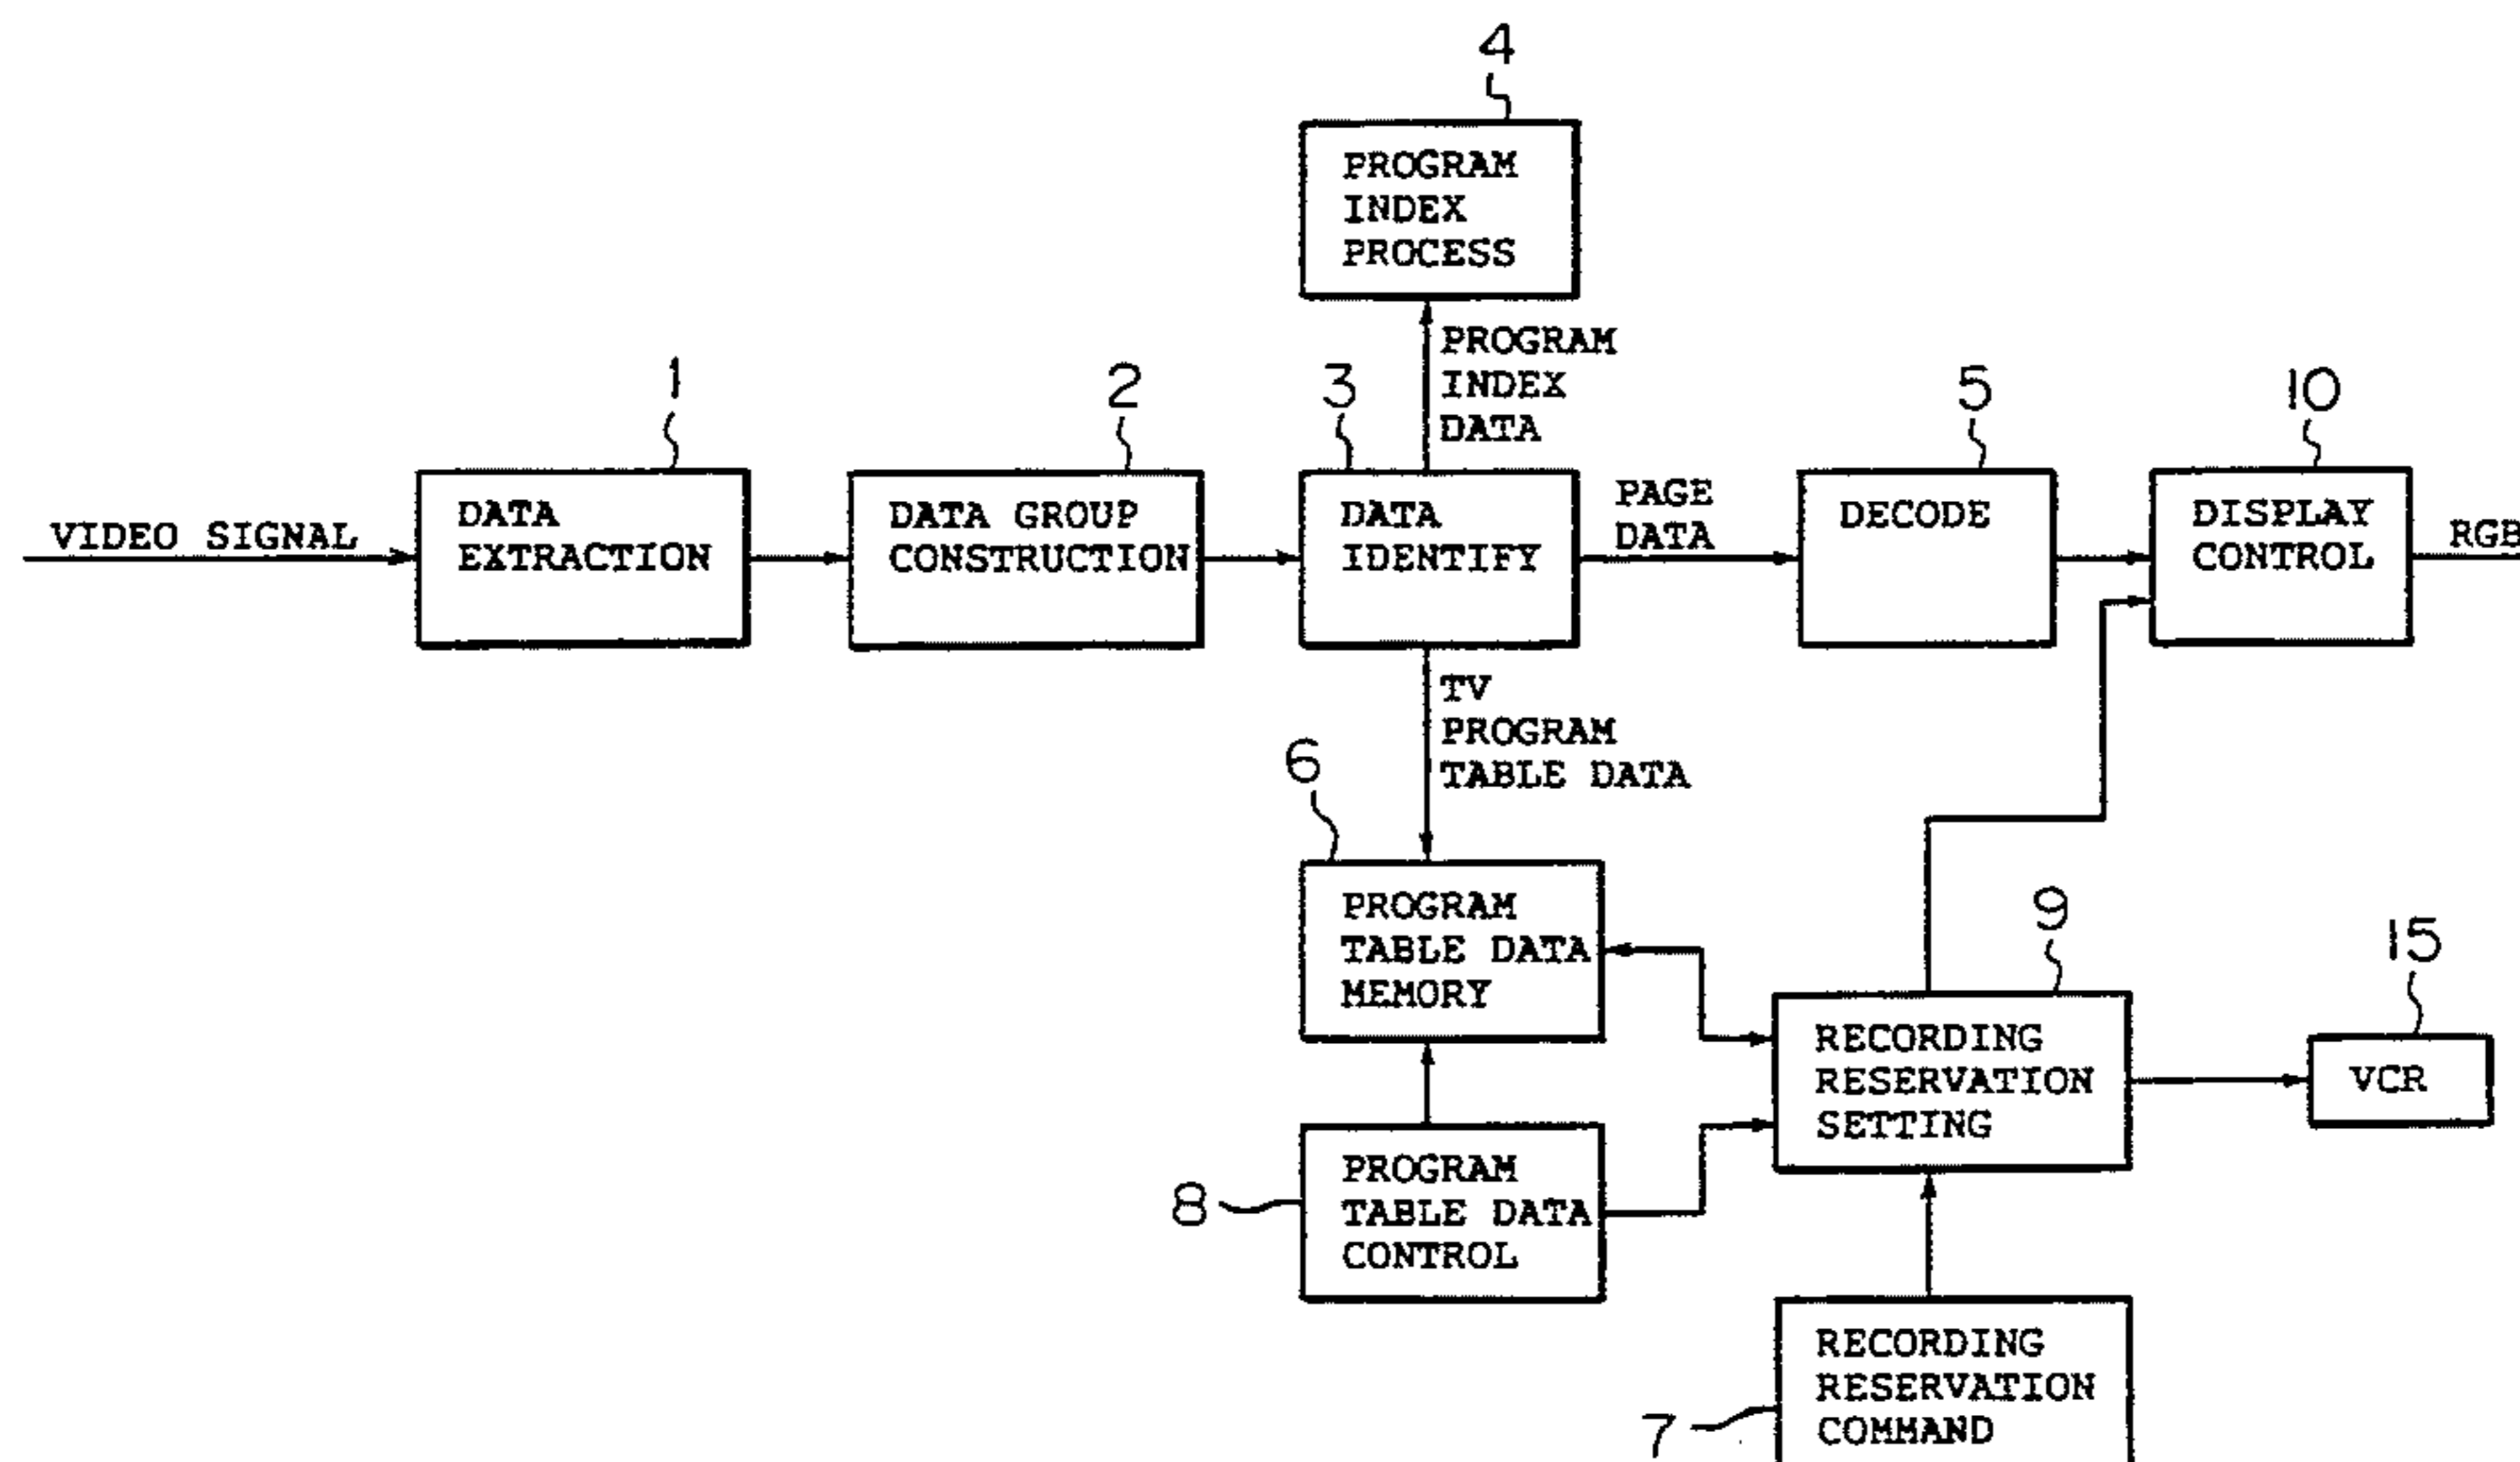 4
PROGRAM
INDEX
PROCESS
PROGRAM
INDEX
DATA
1
2
3
5
10
VIDEO SIGNAL
DATA
EXTRACTION
DATA GROUP
CONSTRUCTION
DATA
IDENTIFY
PAGE
DATA
DECODE
DISPLAY
CONTROL
RGB
TV
PROGRAM
TABLE DATA
6
PROGRAM
TABLE DATA
MEMORY
9
15
RECORDING
RESERVATION
SETTING
VCR
8
PROGRAM
TABLE DATA
CONTROL
7
RECORDING
RESERVATION
COMMAND